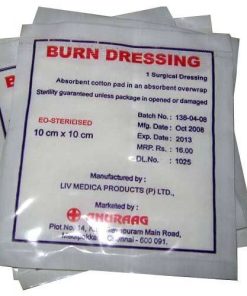 BURN DRESSING
1 Surgical Dressing
Absorbent cotton pad in an absorbent overwrap
Sterility guaranteed unless package in opened or damaged
EO-STERILISED
10 cm x 10 cm
Batch No. : 138-04-08
Mfg. Date : Oct 2008
Exp. Date : 2013
MRP. Rs. : 16.00
DL.No. : 1025
Manufactured by :
LIV MEDICA PRODUCTS (P) LTD.,
Marketed by :
ANURAAG
Plot No. 14, Main Road,
Chennai - 600 091.